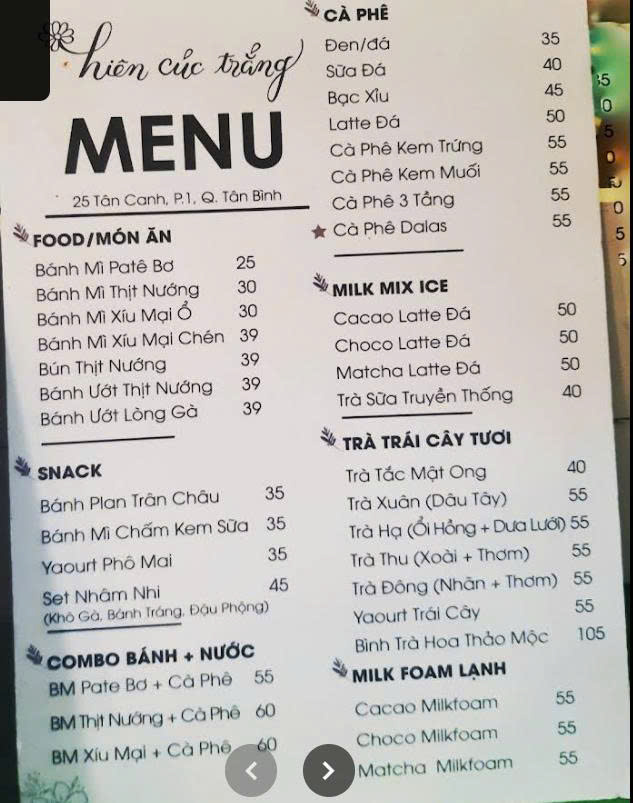 hiên cúc trắng
MENU
25 Tân Canh, P.1, Q. Tân Bình
FOOD/MÓN ĂN
Bánh Mì Patê Bơ 25
Bánh Mì Thịt Nướng 30
Bánh Mì Xíu Mại Ổ 30
Bánh Mì Xíu Mại Chén 39
Bún Thịt Nướng 39
Bánh Ướt Thịt Nướng 39
Bánh Ướt Lòng Gà 39
SNACK
Bánh Plan Trân Châu 35
Bánh Mì Chấm Kem Sữa 35
Yaourt Phô Mai 35
Set Nhâm Nhi 45
(Khô Gà, Bánh Tráng, Đậu Phộng)
COMBO BÁNH + NƯỚC
BM Pate Bơ + Cà Phê 55
BM Thịt Nướng + Cà Phê 60
BM Xíu Mại + Cà Phê 60
CÀ PHÊ
Đen/đá 35
Sữa Đá 40
Bạc Xỉu 45
Latte Đá 50
Cà Phê Kem Trứng 55
Cà Phê Kem Muối 55
Cà Phê 3 Tầng 55
Cà Phê Dalas 55
MILK MIX ICE
Cacao Latte Đá 50
Choco Latte Đá 50
Matcha Latte Đá 50
Trà Sữa Truyền Thống 40
TRÀ TRÁI CÂY TƯƠI
Trà Tắc Mật Ong 40
Trà Xuân (Dâu Tây) 55
Trà Hạ (Ổi Hồng + Dưa Lưới) 55
Trà Thu (Xoài + Thơm) 55
Trà Đông (Nhãn + Thơm) 55
Yaourt Trái Cây 55
Bình Trà Hoa Thảo Mộc 105
MILK FOAM LẠNH
Cacao Milkfoam 55
Choco Milkfoam 55
Matcha Milkfoam 55